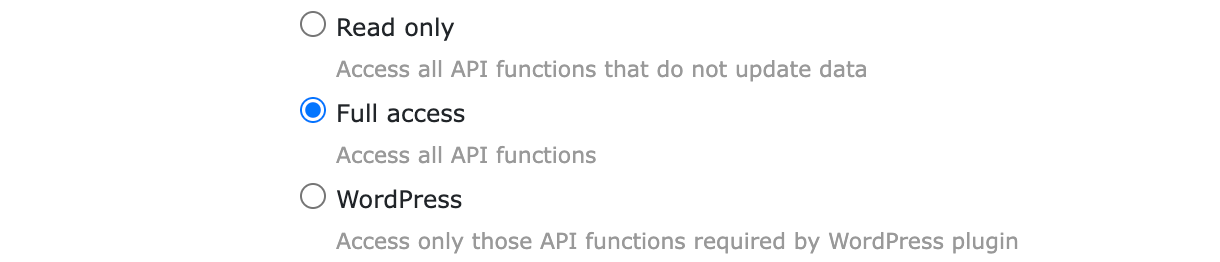 Read only
Access all API functions that do not update data
Full access
Access all API functions
WordPress
Access only those API functions required by WordPress plugin